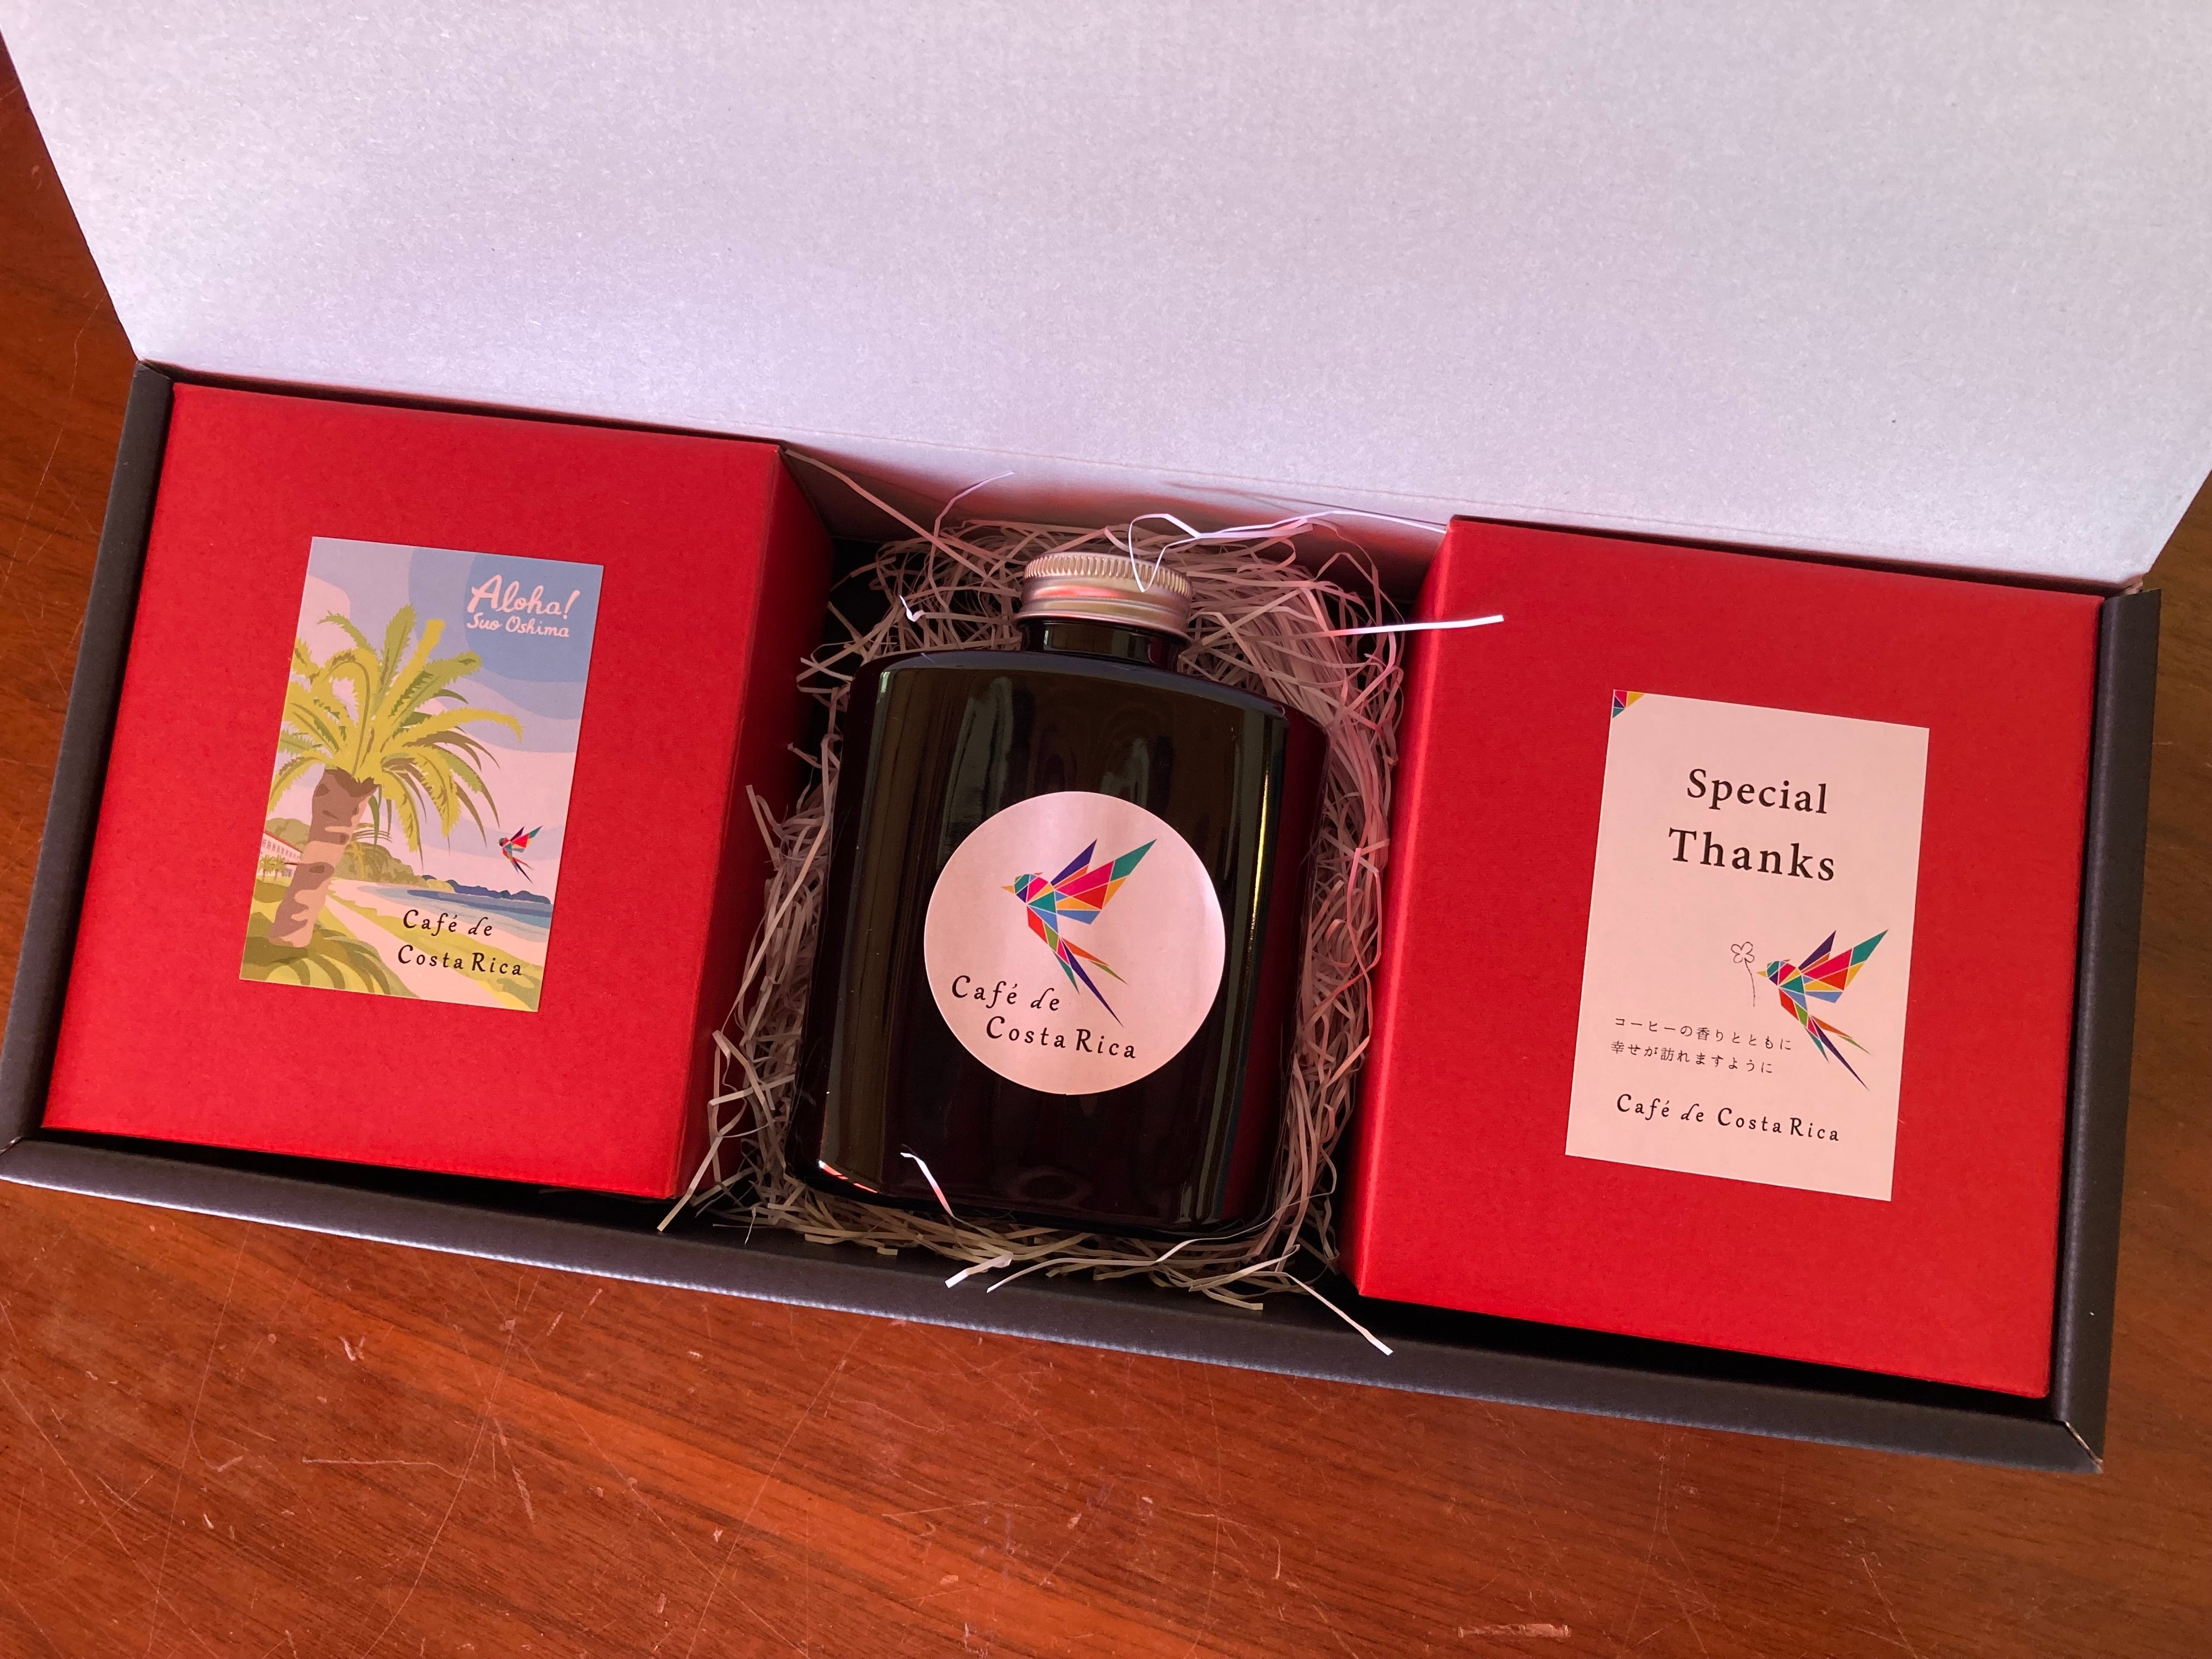 Aloha!
Suo Oshima
Café de
Costa Rica
Café de
Costa Rica
Special
Thanks
コーヒーの香りとともに
幸せが訪れますように
Café de Costa Rica